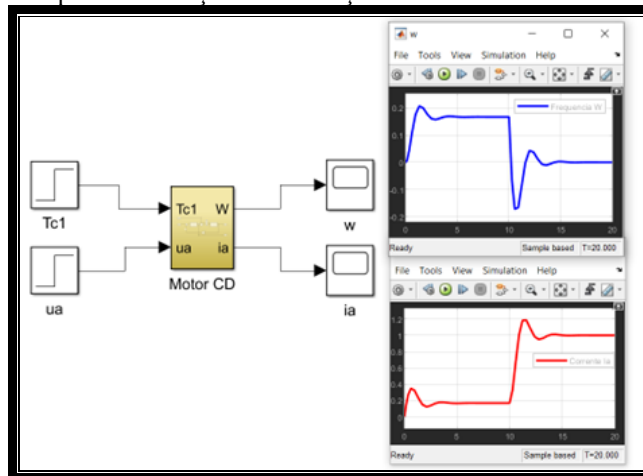 Tc1
ua
Tc1 W
ua ia
Motor CD
w
ia
w
File Tools View Simulation Help
Frequencia W
0.2
0.1
0
-0.1
-0.2
0 5 10 15 20
Ready Sample based T=20.000
File Tools View Simulation Help
1.2
1
0.8
0.6
0.4
0.2
0
Corrente Ia
0 5 10 15 20
Ready Sample based T=20.000